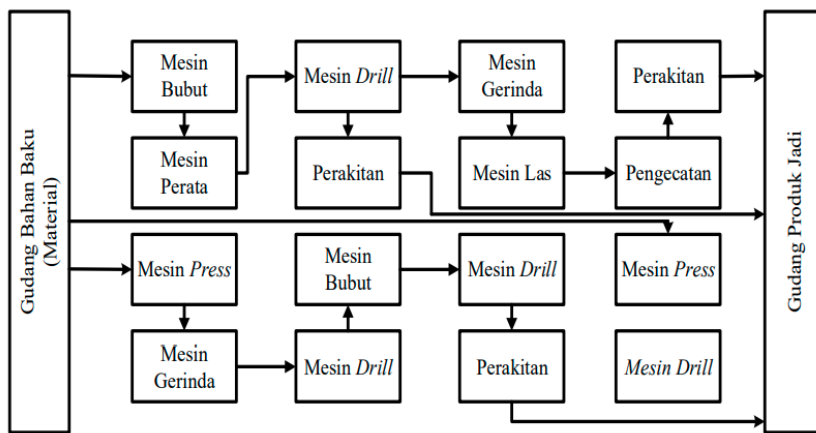 Gudang Bahan Baku
(Material)
Mesin
Bubut
Mesin Drill
Mesin
Gerinda
Perakitan
Mesin
Perata
Perakitan
Mesin Las
Pengecatan
Mesin Press
Mesin
Bubut
Mesin Drill
Mesin Press
Mesin
Gerinda
Mesin Drill
Perakitan
Mesin Drill
Gudang Produk Jadi